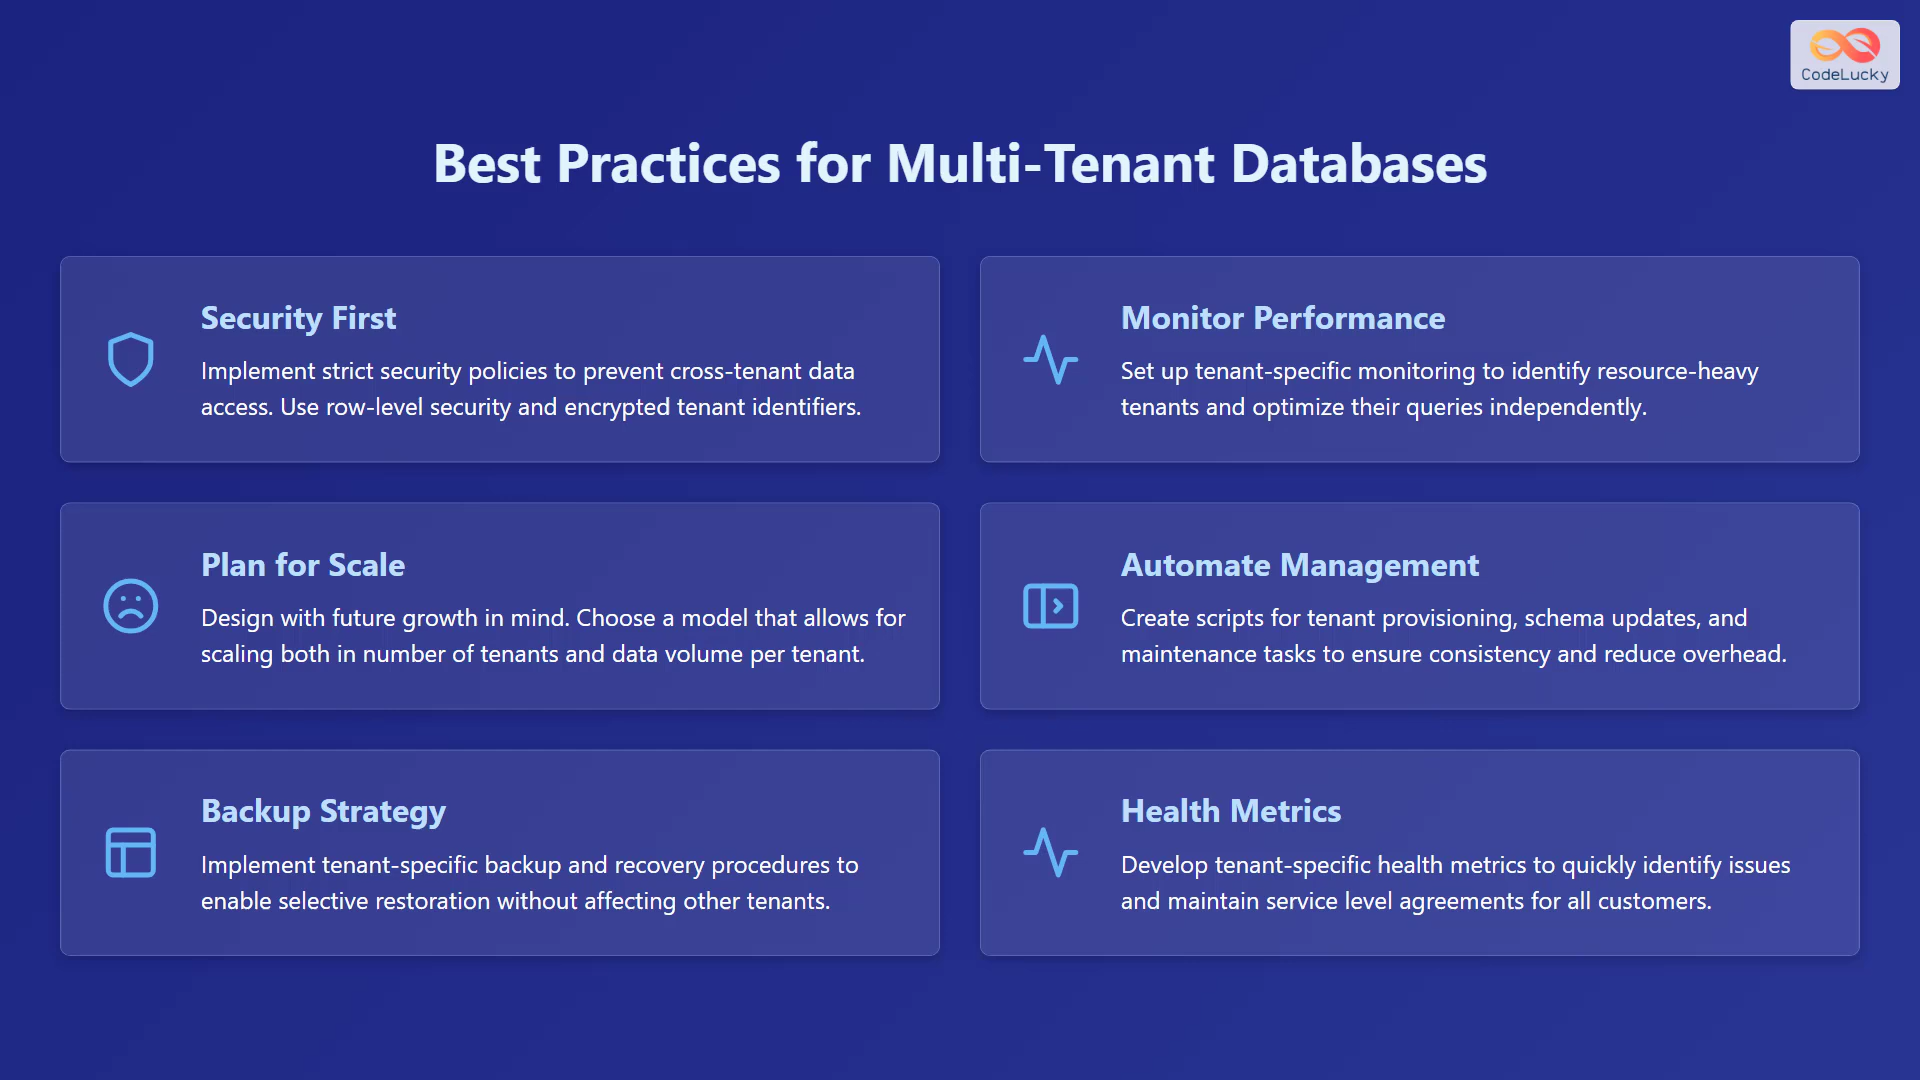 CodeLucky
Best Practices for Multi-Tenant Databases
Security First
Implement strict security policies to prevent cross-tenant data
access. Use row-level security and encrypted tenant identifiers.
Monitor Performance
Set up tenant-specific monitoring to identify resource-heavy
tenants and optimize their queries independently.
Plan for Scale
Design with future growth in mind. Choose a model that allows for
scaling both in number of tenants and data volume per tenant.
Automate Management
Create scripts for tenant provisioning, schema updates, and
maintenance tasks to ensure consistency and reduce overhead.
Backup Strategy
Implement tenant-specific backup and recovery procedures to
enable selective restoration without affecting other tenants.
Health Metrics
Develop tenant-specific health metrics to quickly identify issues
and maintain service level agreements for all customers.